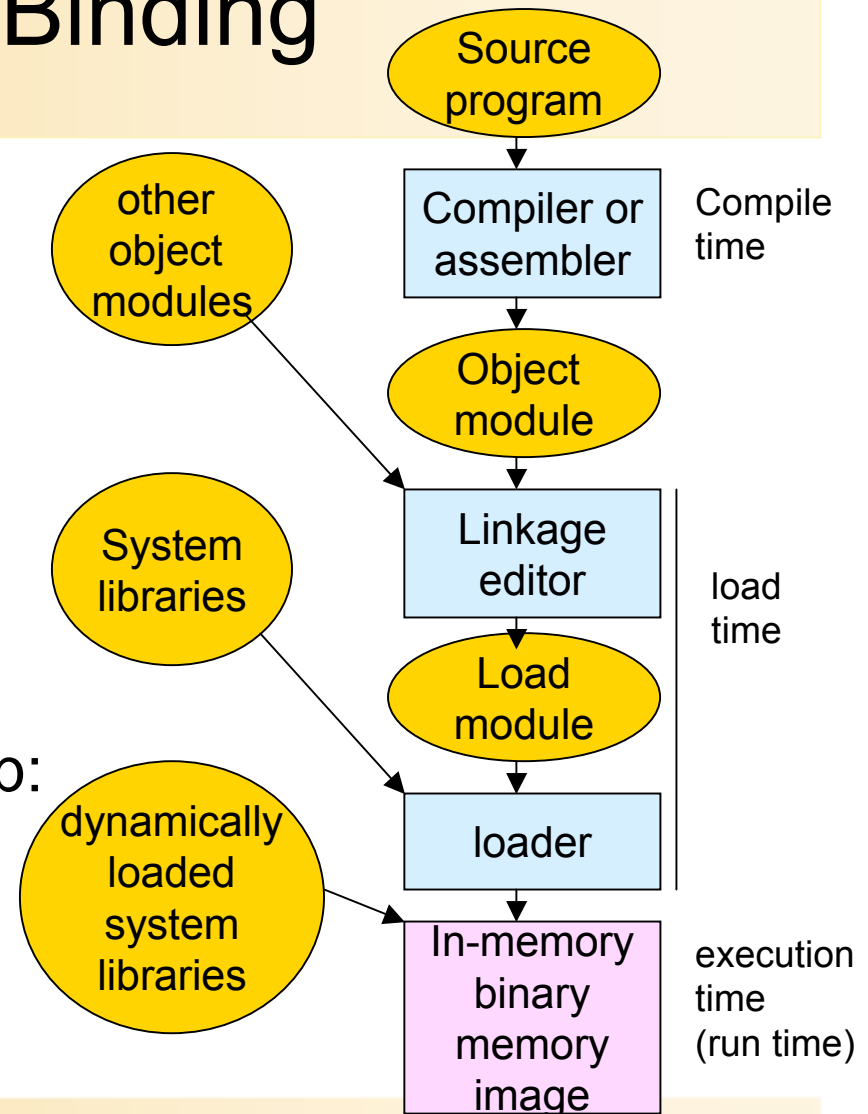 Binding
Source
program
Compiler or
assembler
Compile
time
other
object
modules
Object
module
Linkage
editor
load
time
System
libraries
Load
module
loader
dynamically
loaded
system
libraries
In-memory
binary
memory
image
execution
time
(run time)